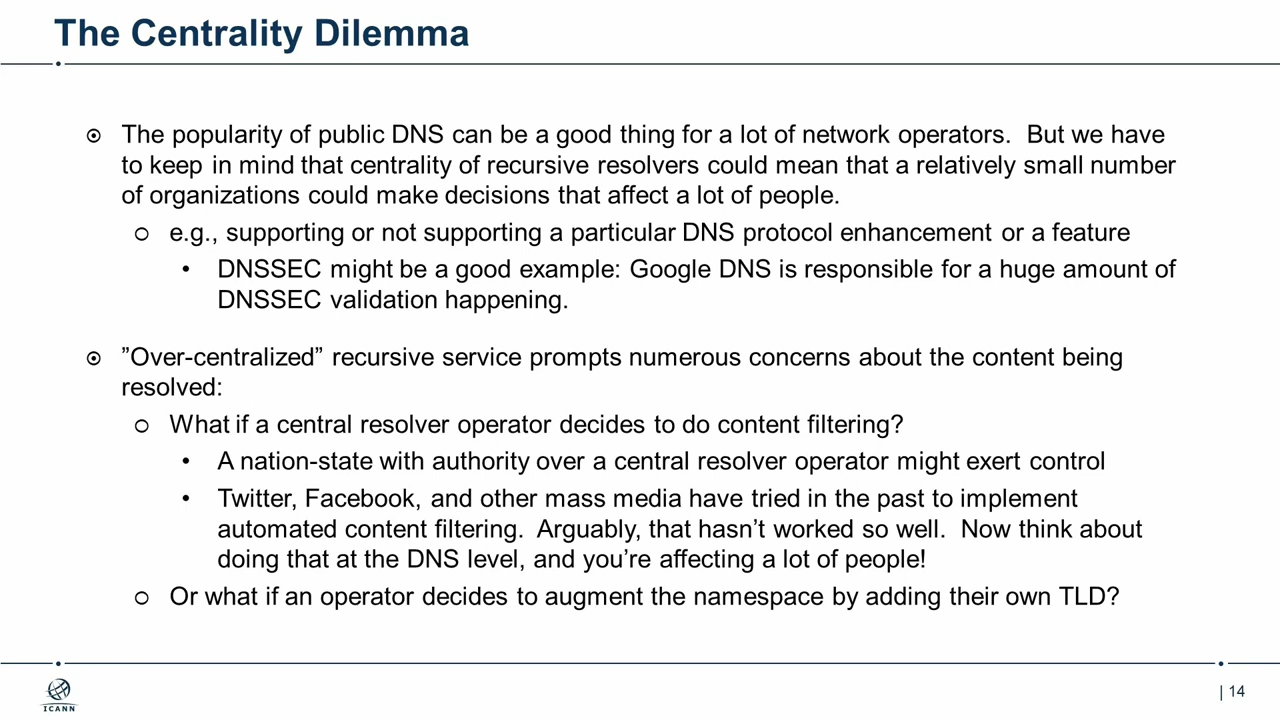 The Centrality Dilemma
The popularity of public DNS can be a good thing for a lot of network operators.  But we have
to keep in mind that centrality of recursive resolvers could mean that a relatively small number
of organizations could make decisions that affect a lot of people.
e.g., supporting or not supporting a particular DNS protocol enhancement or a feature
• DNSSEC might be a good example: Google DNS is responsible for a huge amount of
DNSSEC validation happening.
”Over-centralized” recursive service prompts numerous concerns about the content being
resolved:
What if a central resolver operator decides to do content filtering?
• A nation-state with authority over a central resolver operator might exert control
• Twitter, Facebook, and other mass media have tried in the past to implement
automated content filtering.  Arguably, that hasn’t worked so well.  Now think about
doing that at the DNS level, and you’re affecting a lot of people!
Or what if an operator decides to augment the namespace by adding their own TLD?
ICANN
| 14